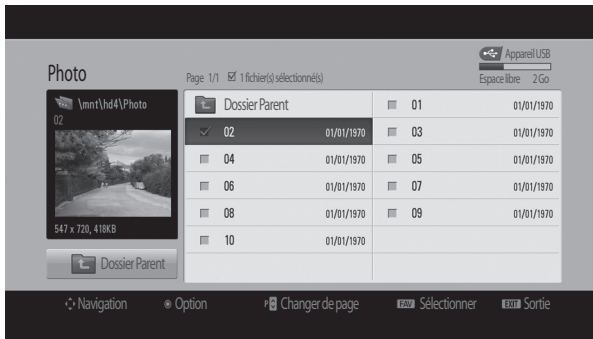 Photo
Page 1/1 1 fichier(s) sélectionné(s)
Appareil USB
Espace libre 2 Go
\mnt\hd4\Photo
02
547 x 720, 418KB
Dossier Parent
Dossier Parent
01 01/01/1970
02 01/01/1970
03 01/01/1970
04 01/01/1970
05 01/01/1970
06 01/01/1970
07 01/01/1970
08 01/01/1970
09 01/01/1970
10 01/01/1970
Navigation Option P Changer de page FAV Sélectionner EXIT Sortie